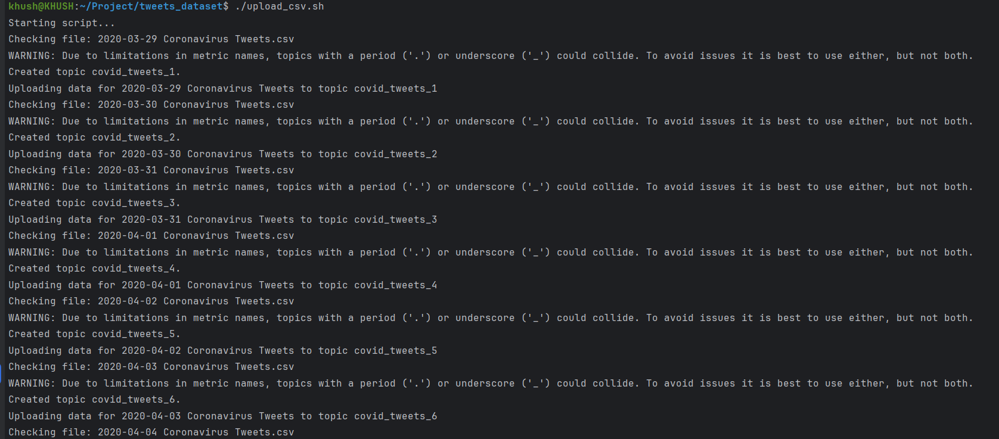 khush@KHUSH:~/Project/tweets_dataset$ ./upload_csv.sh
Starting script...
Checking file: 2020-03-29 Coronavirus Tweets.csv
WARNING: Due to limitations in metric names, topics with a period ('.') or underscore ('_') could collide. To avoid issues it is best to use either, but not both.
Created topic covid_tweets_1.
Uploading data for 2020-03-29 Coronavirus Tweets to topic covid_tweets_1
Checking file: 2020-03-30 Coronavirus Tweets.csv
WARNING: Due to limitations in metric names, topics with a period ('.') or underscore ('_') could collide. To avoid issues it is best to use either, but not both.
Created topic covid_tweets_2.
Uploading data for 2020-03-30 Coronavirus Tweets to topic covid_tweets_2
Checking file: 2020-03-31 Coronavirus Tweets.csv
WARNING: Due to limitations in metric names, topics with a period ('.') or underscore ('_') could collide. To avoid issues it is best to use either, but not both.
Created topic covid_tweets_3.
Uploading data for 2020-03-31 Coronavirus Tweets to topic covid_tweets_3
Checking file: 2020-04-01 Coronavirus Tweets.csv
WARNING: Due to limitations in metric names, topics with a period ('.') or underscore ('_') could collide. To avoid issues it is best to use either, but not both.
Created topic covid_tweets_4.
Uploading data for 2020-04-01 Coronavirus Tweets to topic covid_tweets_4
Checking file: 2020-04-02 Coronavirus Tweets.csv
WARNING: Due to limitations in metric names, topics with a period ('.') or underscore ('_') could collide. To avoid issues it is best to use either, but not both.
Created topic covid_tweets_5.
Uploading data for 2020-04-02 Coronavirus Tweets to topic covid_tweets_5
Checking file: 2020-04-03 Coronavirus Tweets.csv
WARNING: Due to limitations in metric names, topics with a period ('.') or underscore ('_') could collide. To avoid issues it is best to use either, but not both.
Created topic covid_tweets_6.
Uploading data for 2020-04-03 Coronavirus Tweets to topic covid_tweets_6
Checking file: 2020-04-04 Coronavirus Tweets.csv